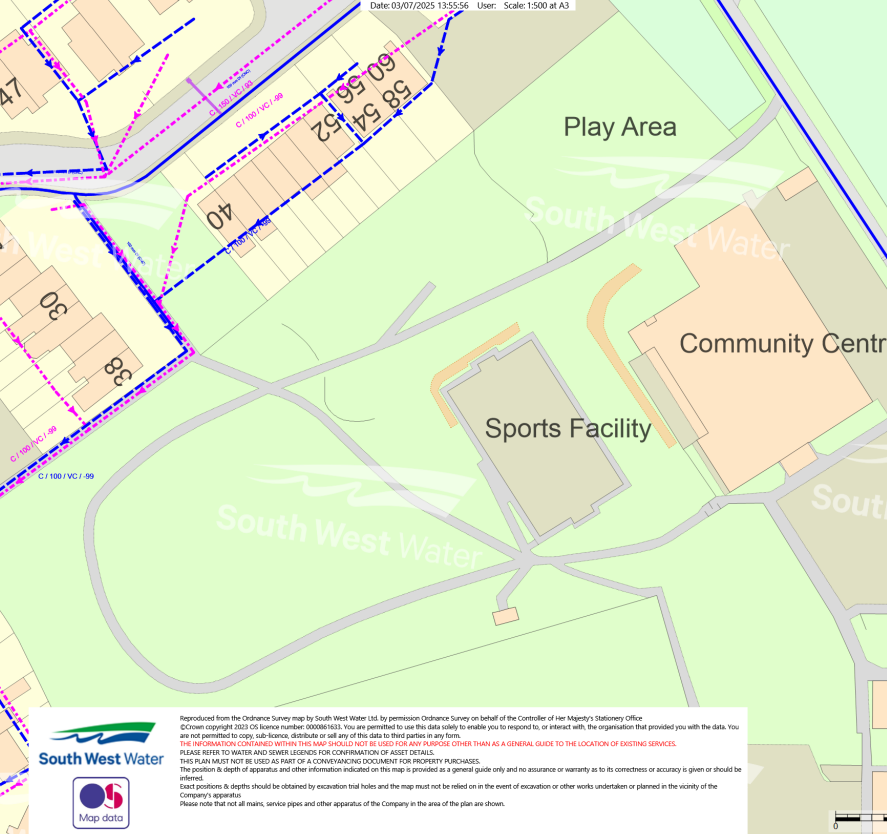 Date: 03/07/2025 13:55:56 User: Scale: 1:500 at A3
47
C / 150 / VC / 93
C / 100 / VC / -99
60
56
58
54
52
40
C / 100 / VC / -99
Play Area
South West Water
South West Water
30
38
Community Centr
Sports Facility
C / 100 / VC / -99
C / 100 / VC / -99
South West Water
South
South West Water
Map data
Reproduced from the Ordnance Survey map by South West Water Ltd. by permission Ordnance Survey on behalf of the Controller of Her Majesty's Stationery Office
©Crown copyright 2023 OS licence number: 0000861633. You are permitted to use this data solely to enable you to respond to, or interact with, the organisation that provided you with the data. You
are not permitted to copy, sub-licence, distribute or sell any of this data to third parties in any form.
THE INFORMATION CONTAINED WITHIN THIS MAP SHOULD NOT BE USED FOR ANY PURPOSE OTHER THAN AS A GENERAL GUIDE TO THE LOCATION OF EXISTING SERVICES.
PLEASE REFER TO WATER AND SEWER LEGENDS FOR CONFIRMATION OF ASSET DETAILS.
THIS PLAN MUST NOT BE USED AS PART OF A CONVEYANCING DOCUMENT FOR PROPERTY PURCHASES.
The position & depth of apparatus and other information indicated on this map is provided as a general guide only and no assurance or warranty as to its correctness or accuracy is given or should be
inferred.
Exact positions & depths should be obtained by excavation trial holes and the map must not be relied on in the event of excavation or other works undertaken or planned in the vicinity of the
Company's apparatus
Please note that not all mains, service pipes and other apparatus of the Company in the area of the plan are shown.
0